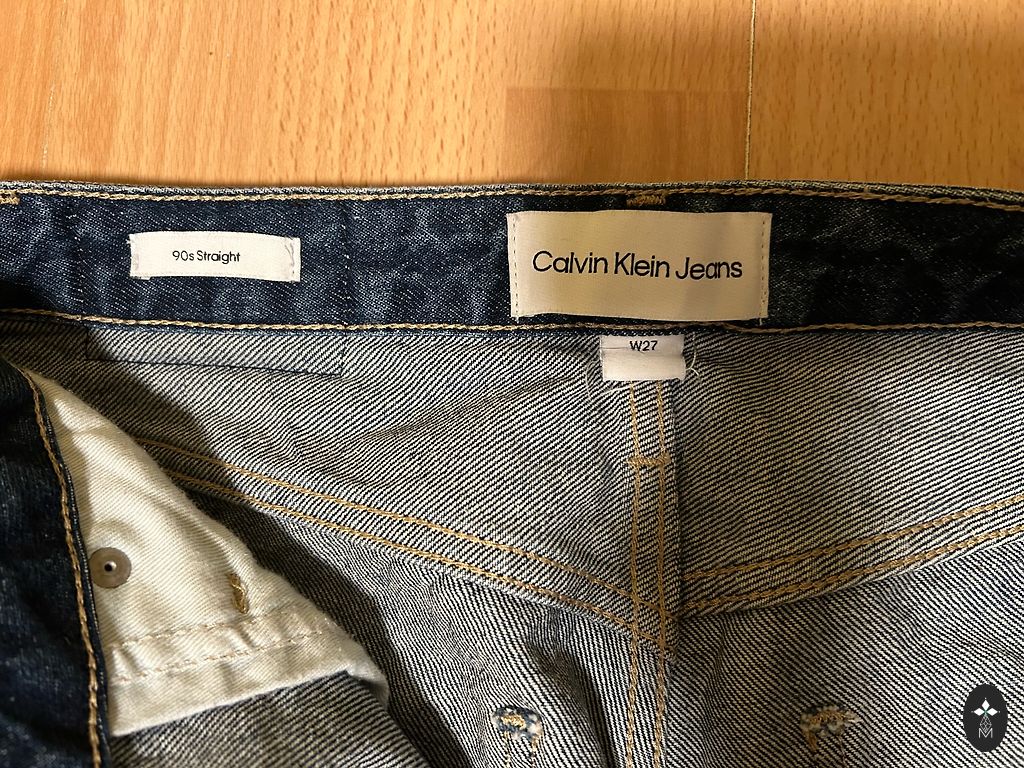 90s Straight
Calvin Klein Jeans
W27
M